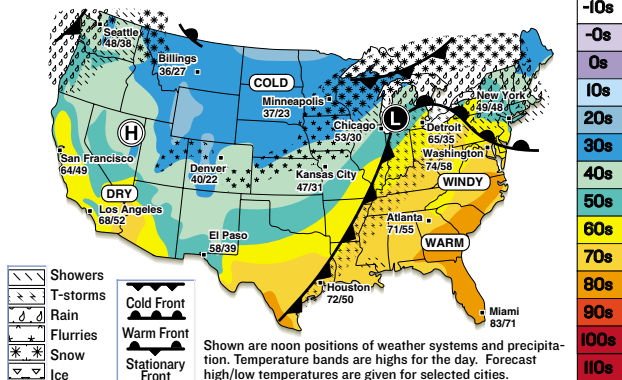 Seattle
48/38
Billings
36/27
COLD
Minneapolis
37/23
New York
49/48
L
Chicago
53/30
Detroit
65/35
H
Washington
74/58
San Francisco
64/49
Denver
40/22
Kansas City
47/31
WINDY
DRY
Los Angeles
68/52
Atlanta
71/55
El Paso
58/39
WARM
Houston
72/50
Miami
83/71
Showers
T-storms
Rain
Flurries
Snow
Ice
Cold Front
Warm Front
Stationary
Front
Shown are noon positions of weather systems and precipita-
tion. Temperature bands are highs for the day. Forecast
high/low temperatures are given for selected cities.
-10s
-0s
0s
10s
20s
30s
40s
50s
60s
70s
80s
90s
100s
110s